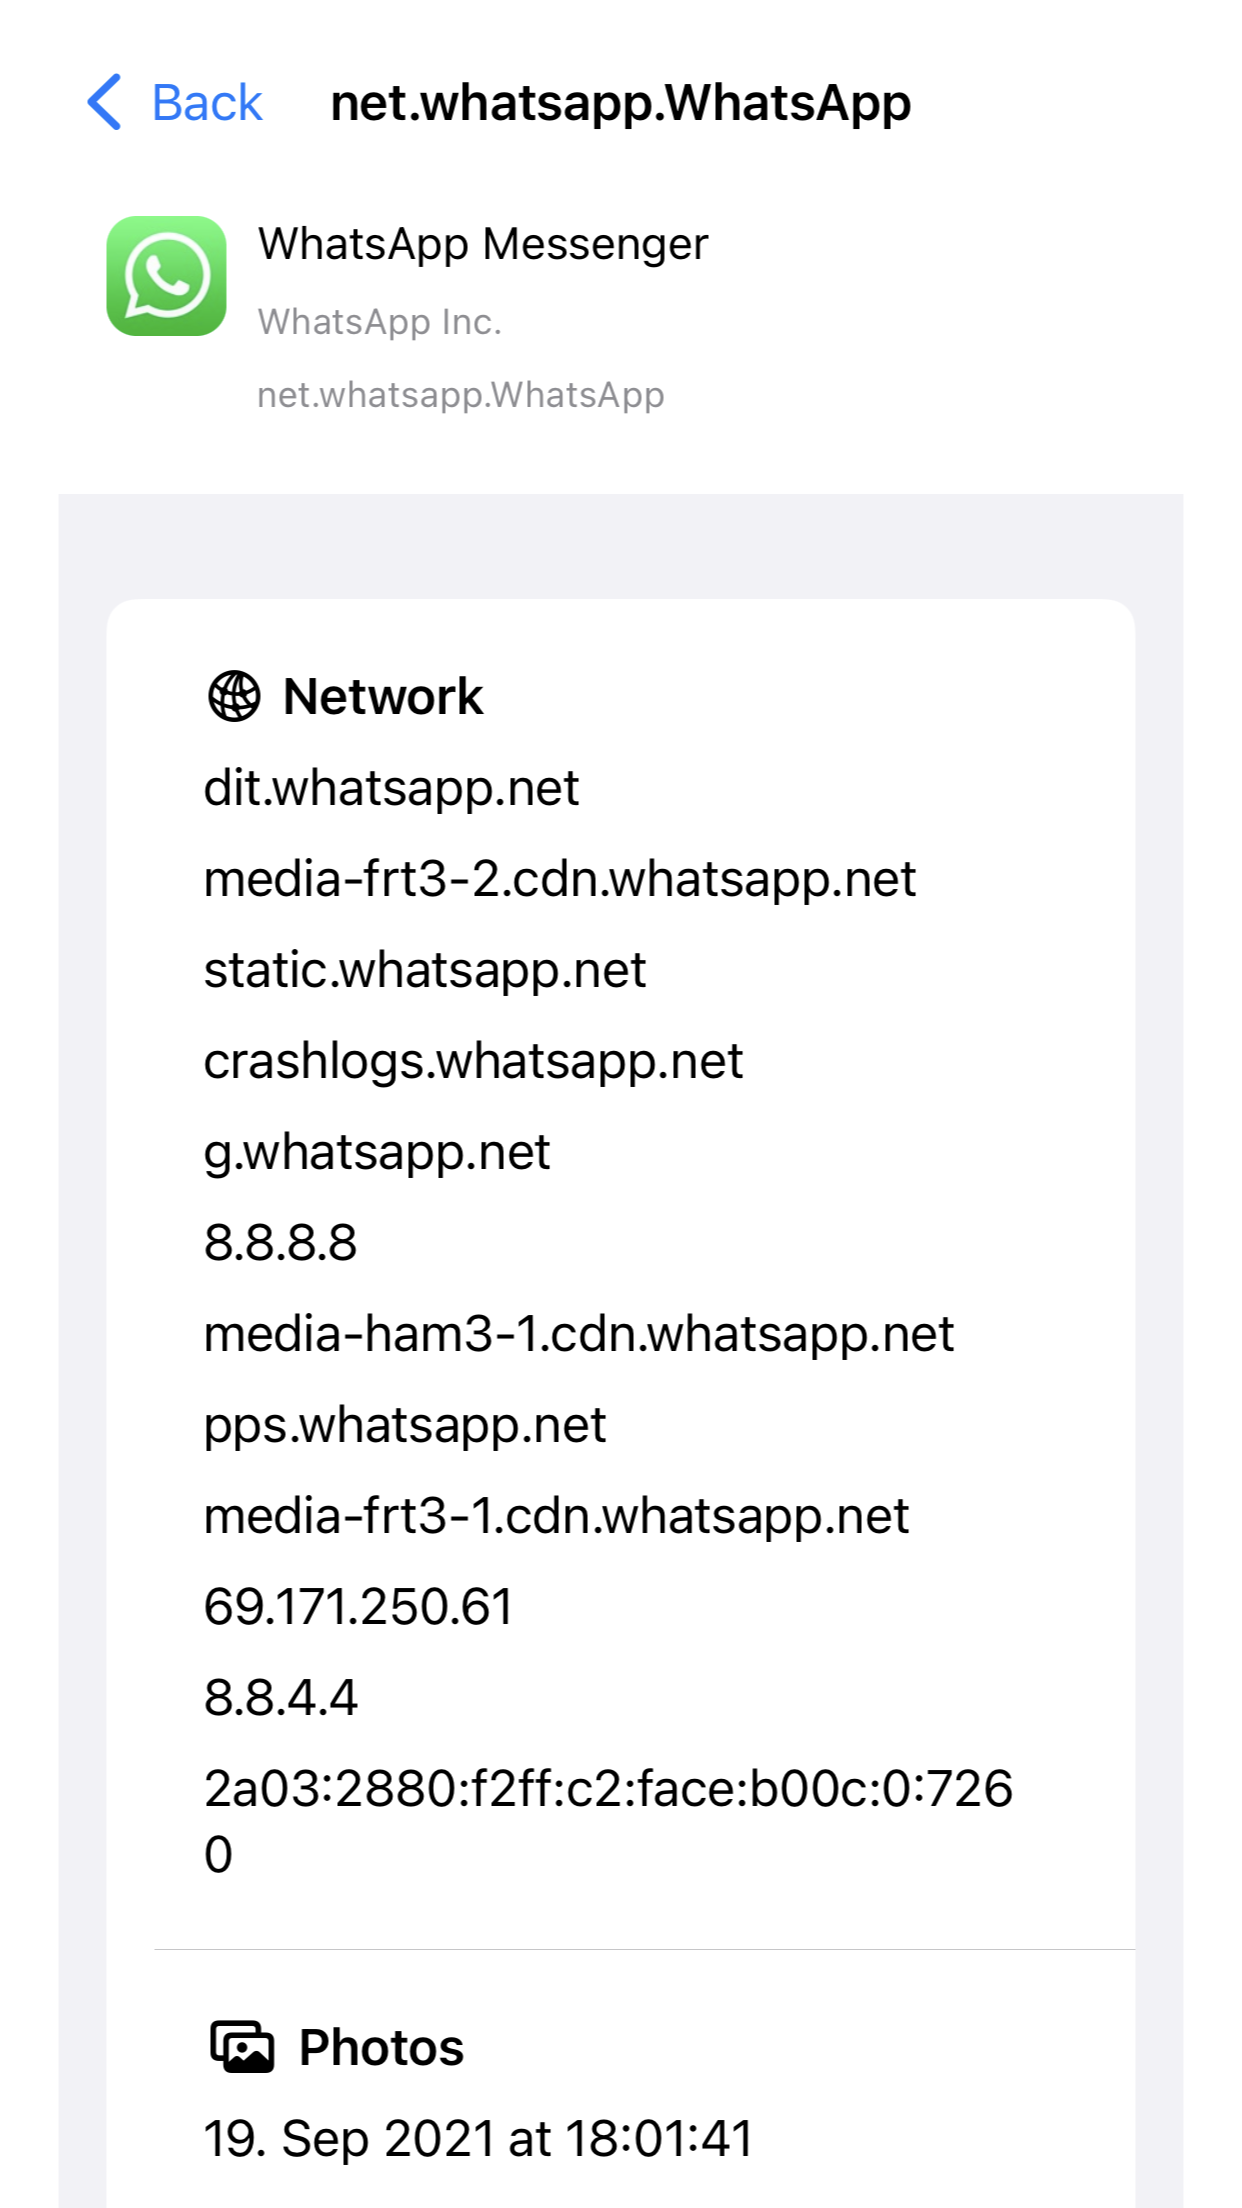 Back
net.whatsapp.WhatsApp
WhatsApp Messenger
WhatsApp Inc.
net.whatsapp.WhatsApp
Network
dit.whatsapp.net
media-frt3-2.cdn.whatsapp.net
static.whatsapp.net
crashlogs.whatsapp.net
g.whatsapp.net
8.8.8.8
media-ham3-1.cdn.whatsapp.net
pps.whatsapp.net
media-frt3-1.cdn.whatsapp.net
69.171.250.61
8.8.4.4
2a03:2880:f2ff:c2:face:b00c:0:726
0
Photos
19. Sep 2021 at 18:01:41